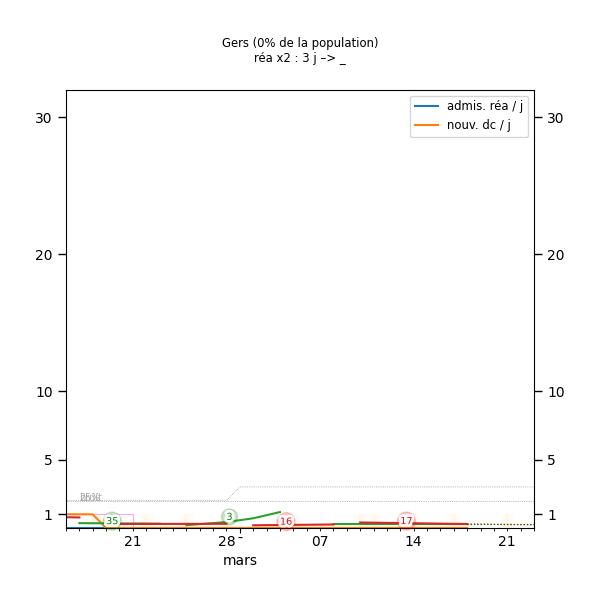 Gers (0% de la population)
réa x2 : 3 j –> _
admis. réa / j
nouv. dc / j
30 30
20 20
10 10
5 5
1 1
35 3 16 17
21 28 - 07 14 21
mars